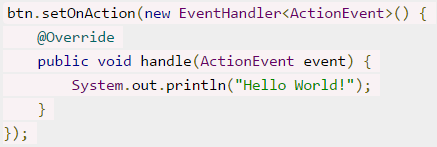 btn.setOnAction(new EventHandler<ActionEvent>() {
    @Override
    public void handle(ActionEvent event) {
        System.out.println("Hello World!");
    }
});